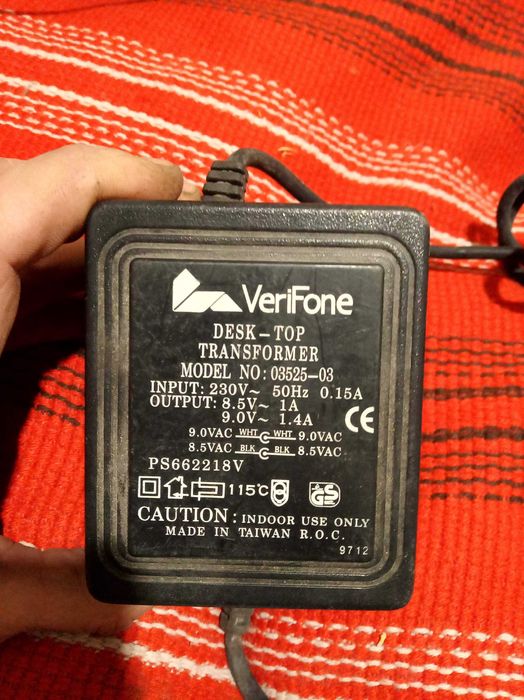 VeriFone
DESK-TOP
TRANSFORMER
MODEL NO: 03525-03
INPUT: 230V~ 50Hz 0.15A
OUTPUT: 8.5V~ 1A
9.0V~ 1.4A
CE
9.0VAC WHT WHT 9.0VAC
8.5VAC BLK BLK 8.5VAC
PS662218V
115°C GS
CAUTION: INDOOR USE ONLY
MADE IN TAIWAN R.O.C.
9712